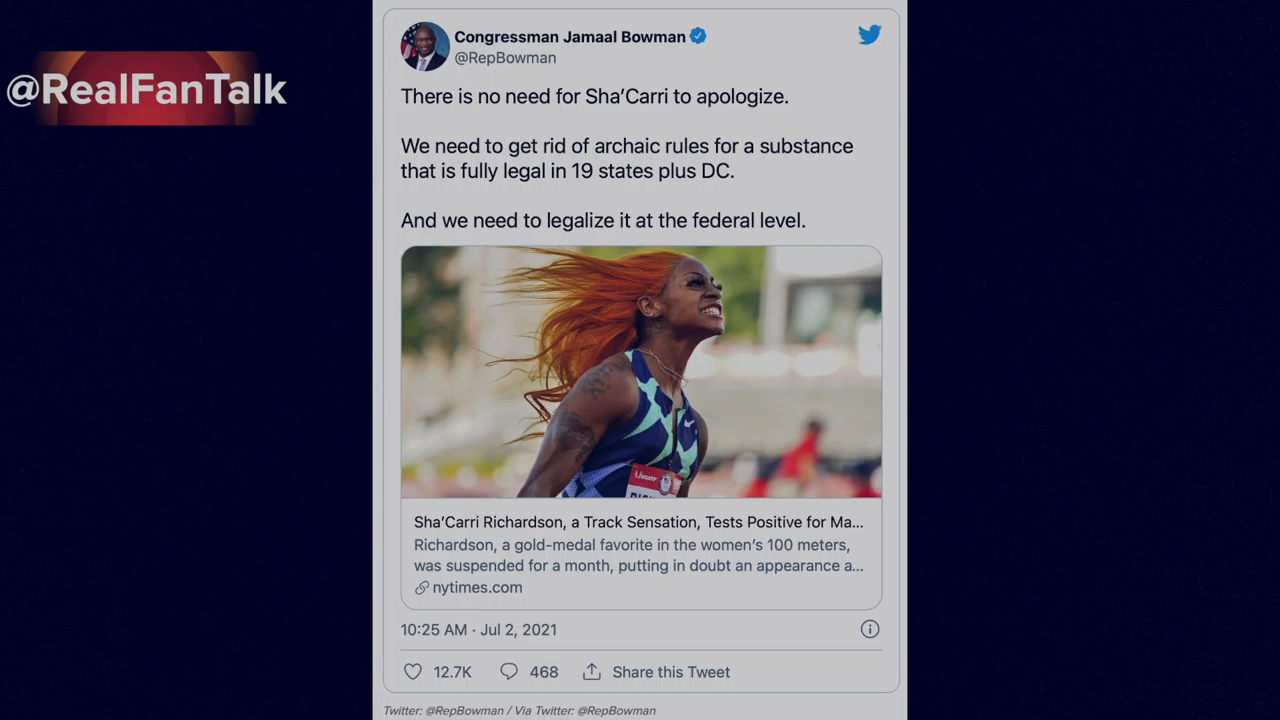 @RealFanTalk
Congressman Jamaal Bowman
@RepBowman
There is no need for Sha’Carri to apologize.
We need to get rid of archaic rules for a substance
that is fully legal in 19 states plus DC.
And we need to legalize it at the federal level.
USATF
Sha’Carri Richardson, a Track Sensation, Tests Positive for Ma...
Richardson, a gold-medal favorite in the women’s 100 meters,
was suspended for a month, putting in doubt an appearance a...
nytimes.com
10:25 AM · Jul 2, 2021
12.7K 468 Share this Tweet
Twitter: @RepBowman / Via Twitter: @RepBowman